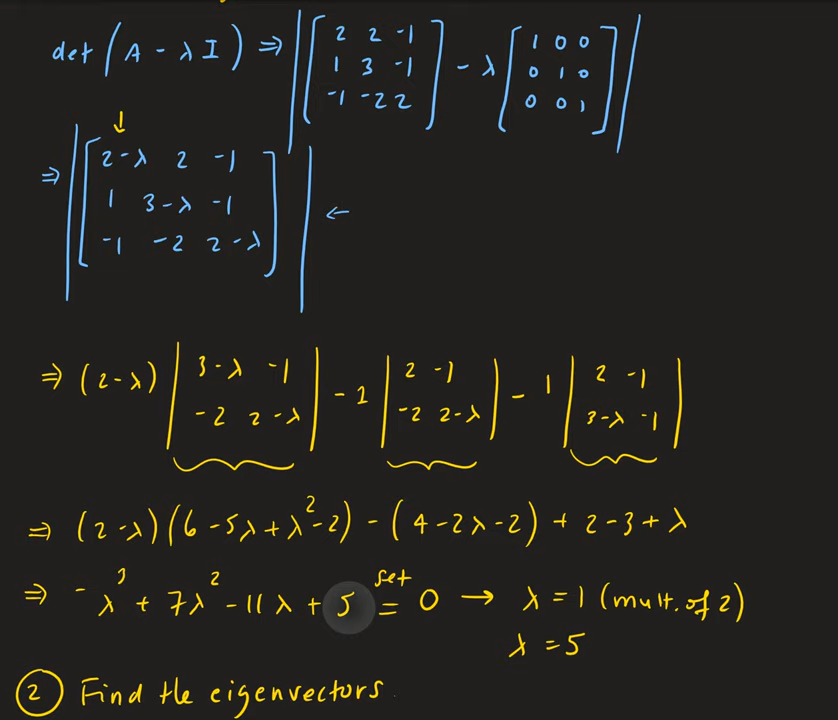 det(A - λI) ⇒ |[2 2 -1; 1 3 -1; -1 -2 2] - λ[1 0 0; 0 1 0; 0 0 1]|
↓
⇒ |[2-λ 2 -1; 1 3-λ -1; -1 -2 2-λ]| ←
⇒ (2-λ) |3-λ -1; -2 2-λ| - 1 |2 -1; -2 2-λ| - 1 |2 -1; 3-λ -1|
⇒ (2-λ)(6-5λ+λ²-2) - (4-2λ-2) + 2-3+λ
⇒ -λ³ + 7λ² - 11λ + 5 set = 0 → λ = 1 (mult. of 2)
λ = 5
② Find the eigenvectors.